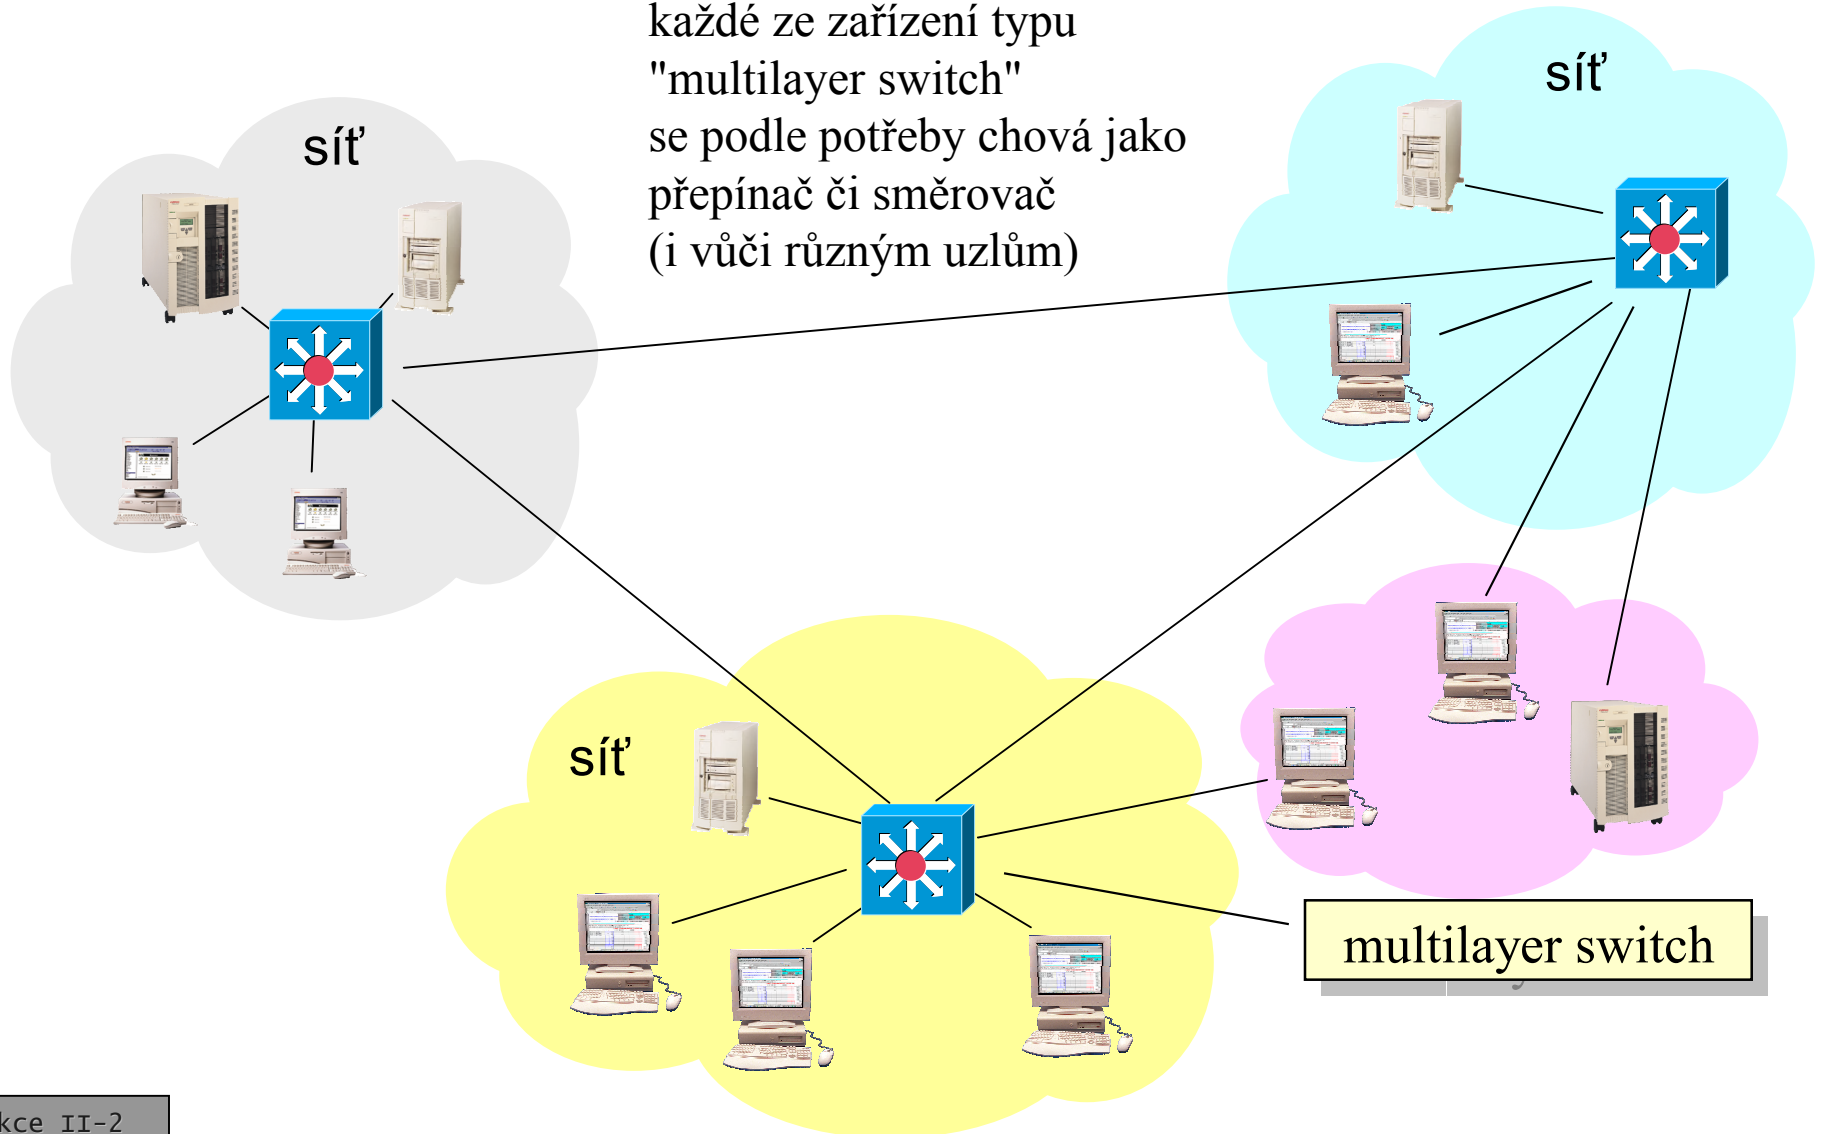 každé ze zařízení typu
"multilayer switch"
se podle potřeby chová jako
přepínač či směrovač
(i vůči různým uzlům)
síť
síť
síť
multilayer switch
kce II-2